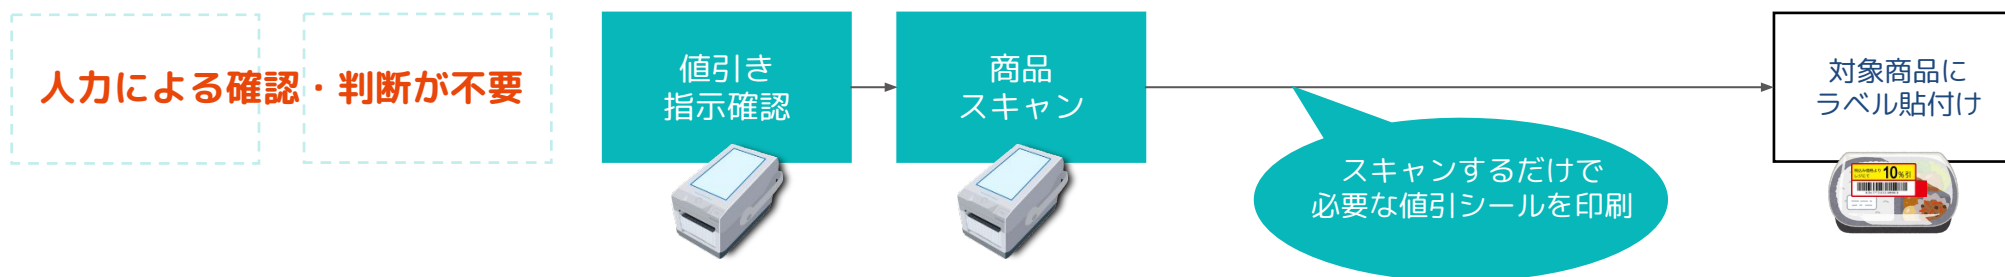 人力による確認・判断が不要
値引き
指示確認
商品
スキャン
スキャンするだけで
必要な値引シールを印刷
対象商品に
ラベル貼付け
10%引